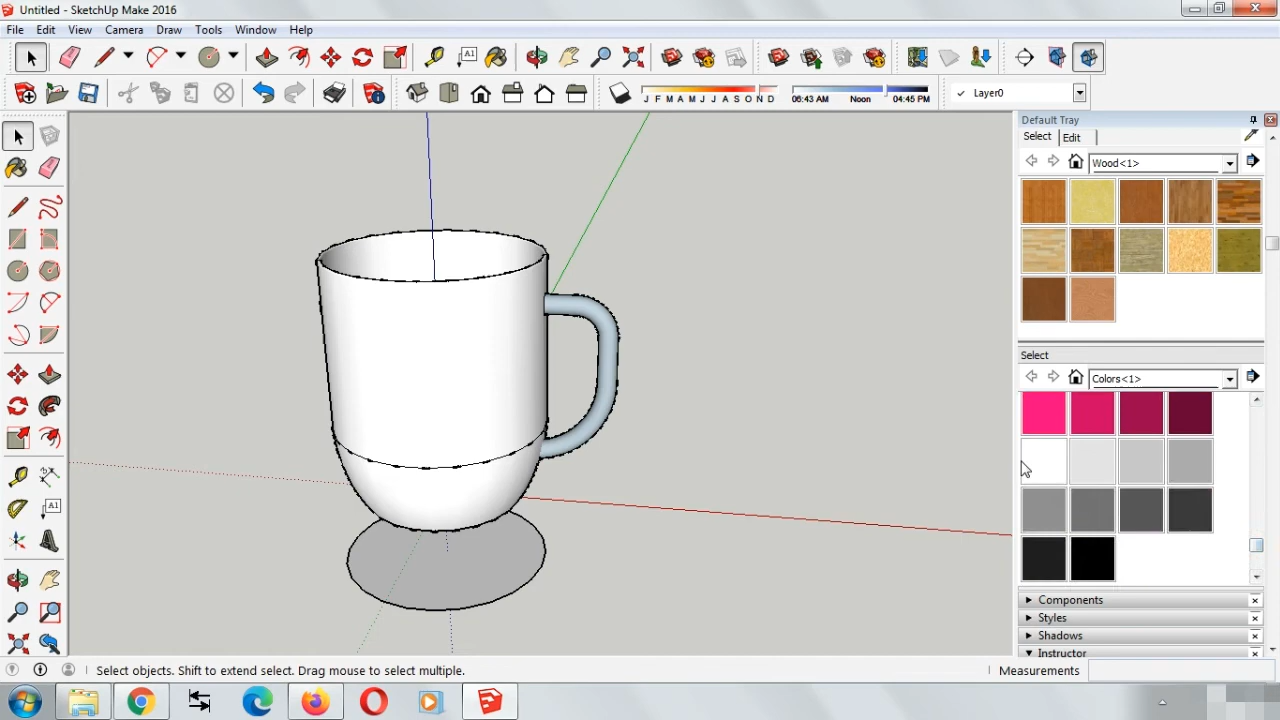 Untitled - SketchUp Make 2016
File Edit View Camera Draw Tools Window Help
A1
J F M A M J J A S O N D
06:43 AM Noon 04:45 PM
Layer0
Default Tray
Select Edit
Wood<1>
Select
Colors<1>
A1
Components
Styles
Shadows
Instructor
Select objects. Shift to extend select. Drag mouse to select multiple.
Measurements